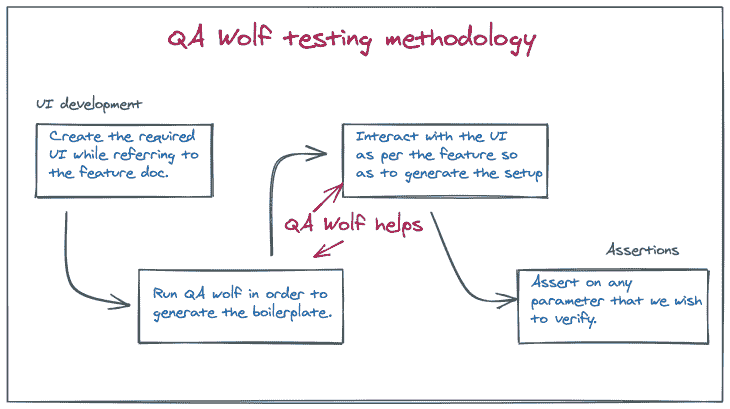 QA Wolf testing methodology
UI development
Create the required
UI while referring to
the feature doc.
Interact with the UI
as per the feature so
as to generate the setup
QA Wolf helps
Assertions
Run QA wolf in order to
generate the boilerplate.
Assert on any
parameter that we wish
to verify.